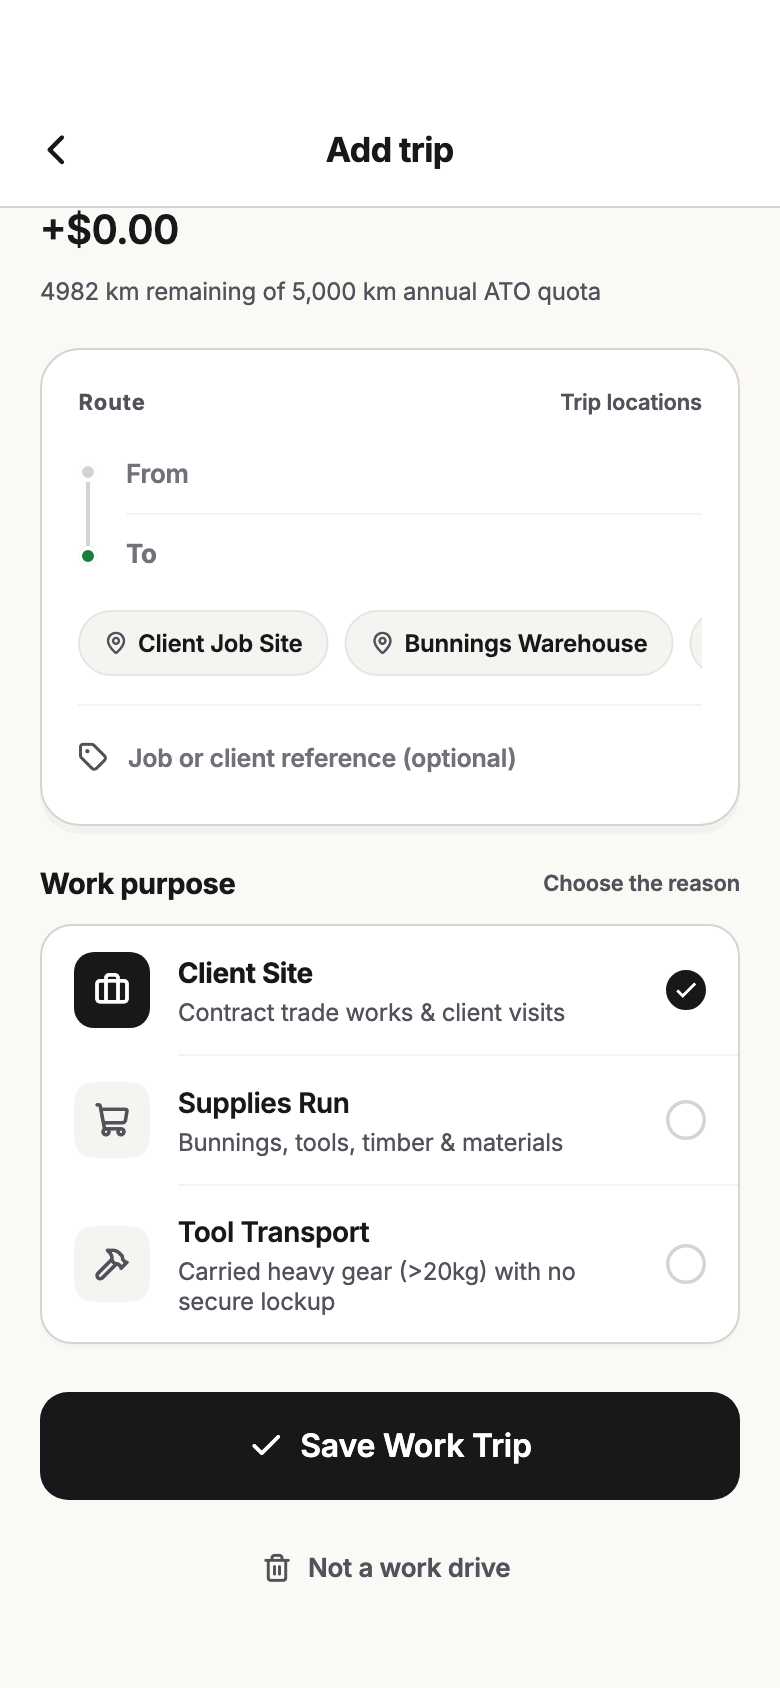 Add trip
+$0.00
4982 km remaining of 5,000 km annual ATO quota
Route
Trip locations
From
To
Client Job Site
Bunnings Warehouse
Job or client reference (optional)
Work purpose
Choose the reason
Client Site
Contract trade works & client visits
Supplies Run
Bunnings, tools, timber & materials
Tool Transport
Carried heavy gear (>20kg) with no
secure lockup
Save Work Trip
Not a work drive